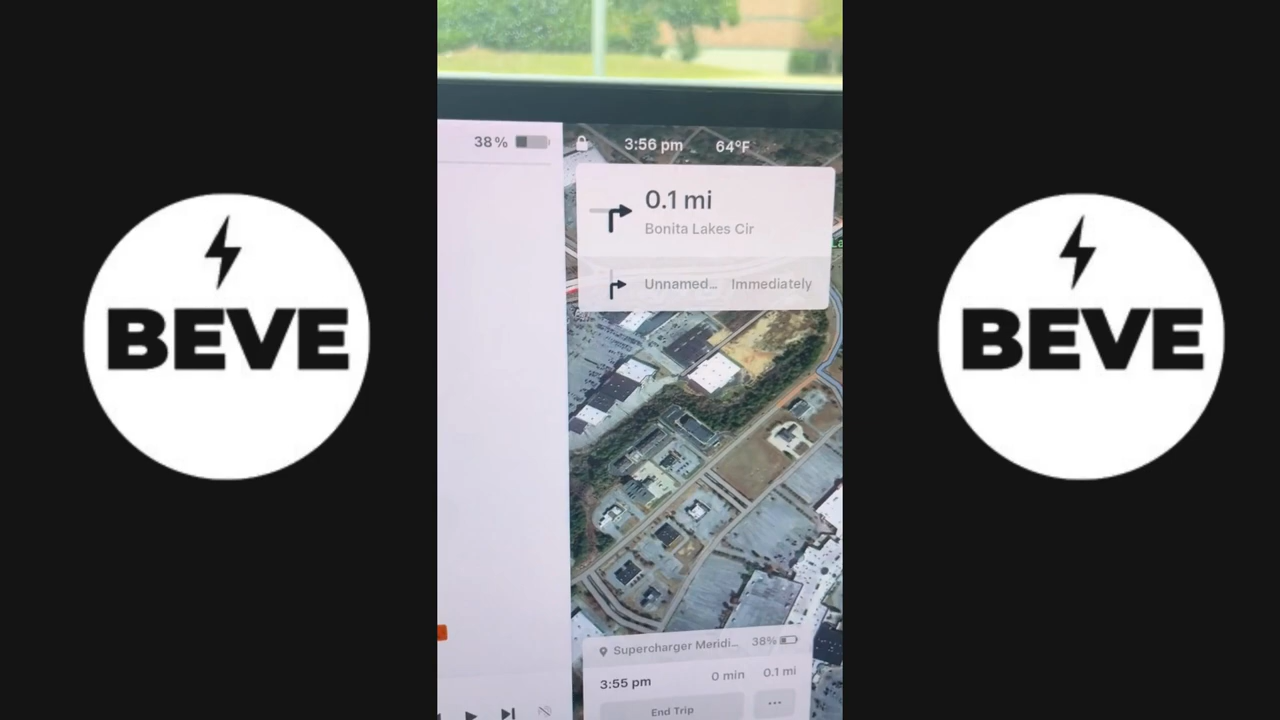 BEVE
38%
3:56 pm 64°F
0.1 mi
Bonita Lakes Cir
Unnamed... Immediately
Supercharger Meridi... 38%
3:55 pm 0 min 0.1 mi
End Trip
BEVE